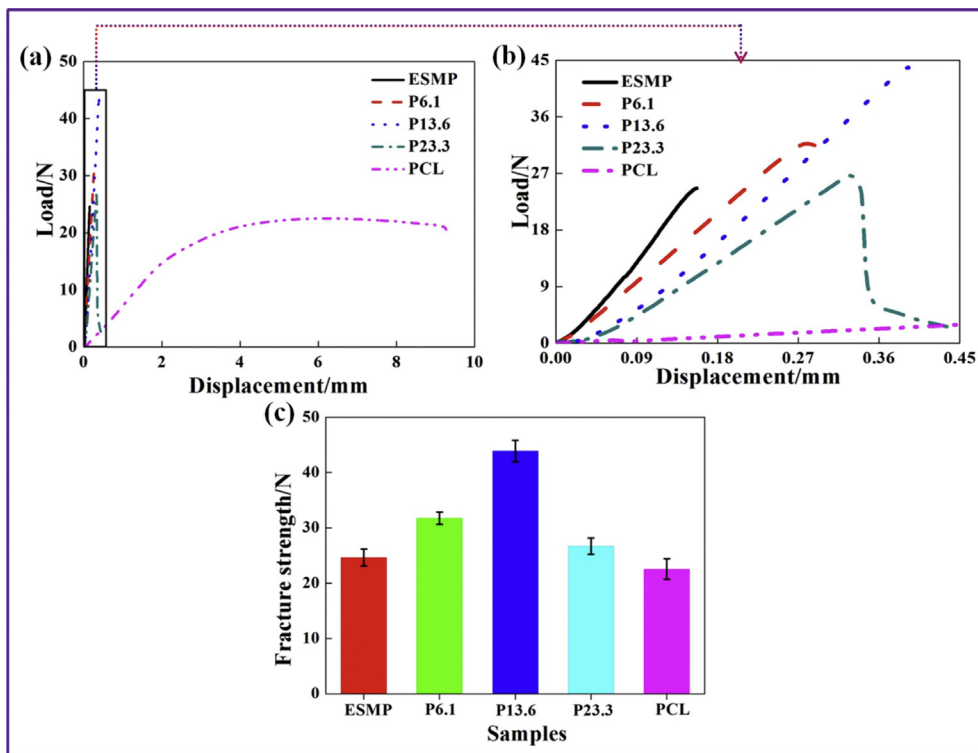 (a)
50
40
30
20
10
0
Load/N
0 2 4 6 8 10
Displacement/mm
ESMP
P6.1
P13.6
P23.3
PCL
(b)
45
36
27
18
9
0
Load/N
0.00 0.09 0.18 0.27 0.36 0.45
Displacement/mm
ESMP
P6.1
P13.6
P23.3
PCL
(c)
50
40
30
20
10
0
Fracture strength/N
ESMP P6.1 P13.6 P23.3 PCL
Samples